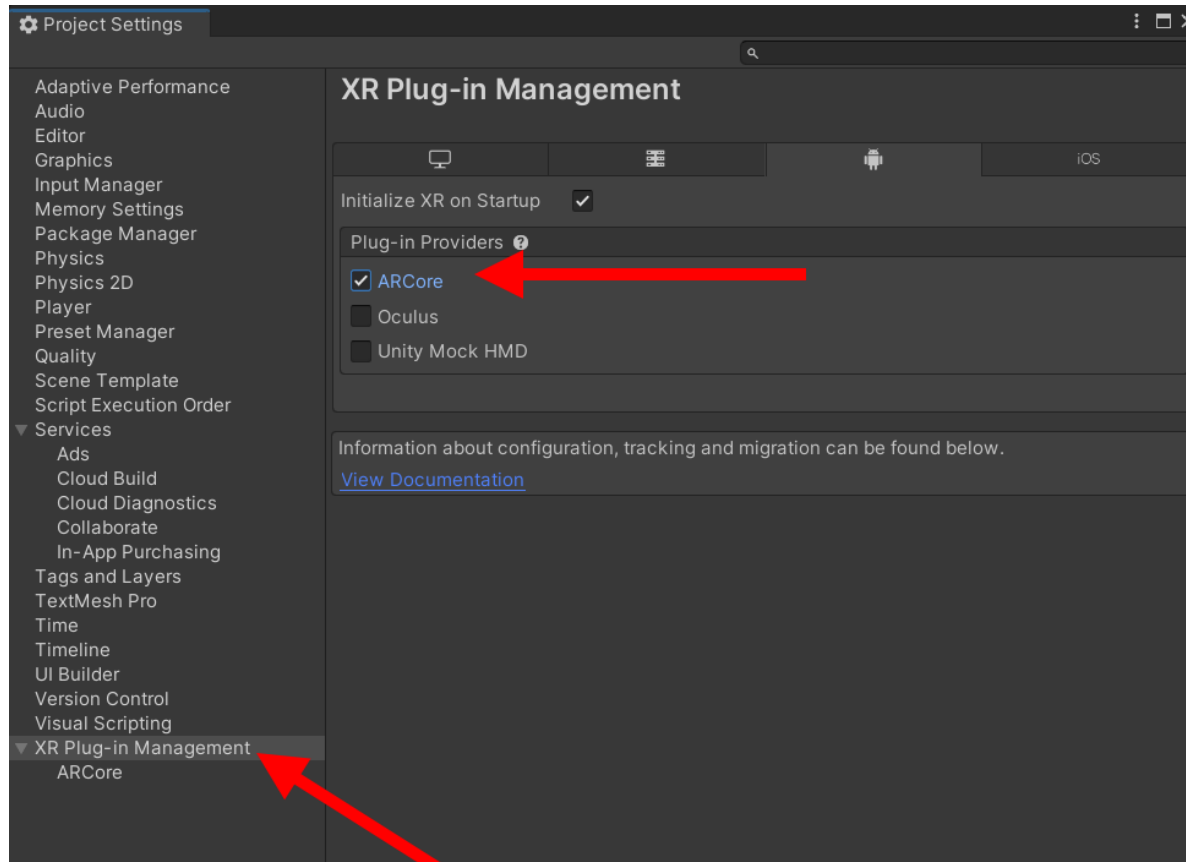 Project Settings
Adaptive Performance
Audio
Editor
Graphics
Input Manager
Memory Settings
Package Manager
Physics
Physics 2D
Player
Preset Manager
Quality
Scene Template
Script Execution Order
Services
Ads
Cloud Build
Cloud Diagnostics
Collaborate
In-App Purchasing
Tags and Layers
TextMesh Pro
Time
Timeline
UI Builder
Version Control
Visual Scripting
XR Plug-in Management
ARCore
XR Plug-in Management
iOS
Initialize XR on Startup
Plug-in Providers
ARCore
Oculus
Unity Mock HMD
Information about configuration, tracking and migration can be found below.
View Documentation